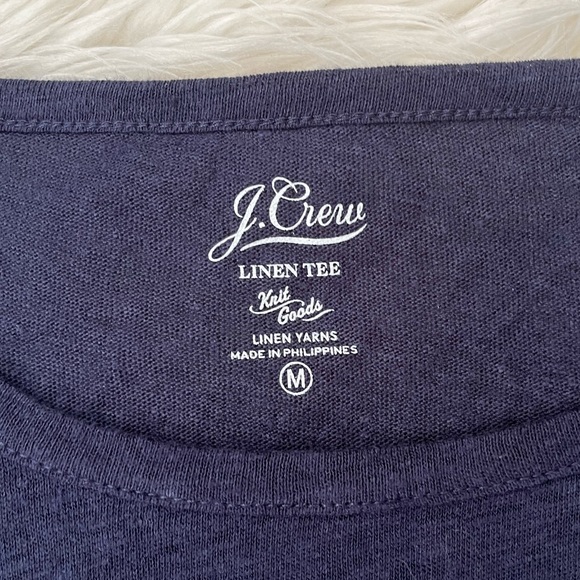 J.Crew
LINEN TEE
Knit
Goods
LINEN YARNS
MADE IN PHILIPPINES
M